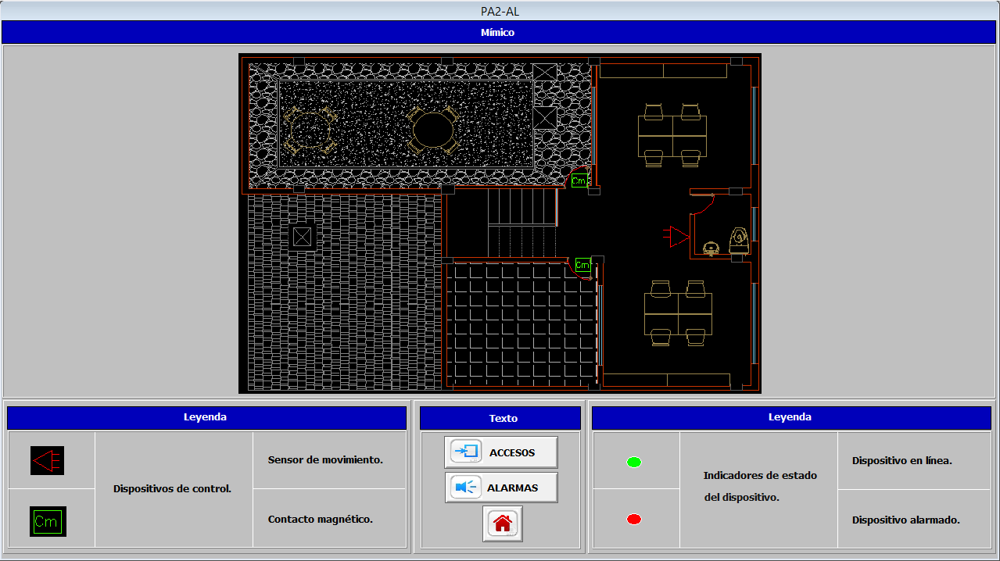 PA2-AL
Mímico
Cm
Cm
Leyenda
Sensor de movimiento.
Dispositivos de control.
Cm
Contacto magnético.
Texto
ACCESOS
ALARMAS
Leyenda
Dispositivo en línea.
Indicadores de estado
del dispositivo.
Dispositivo alarmado.